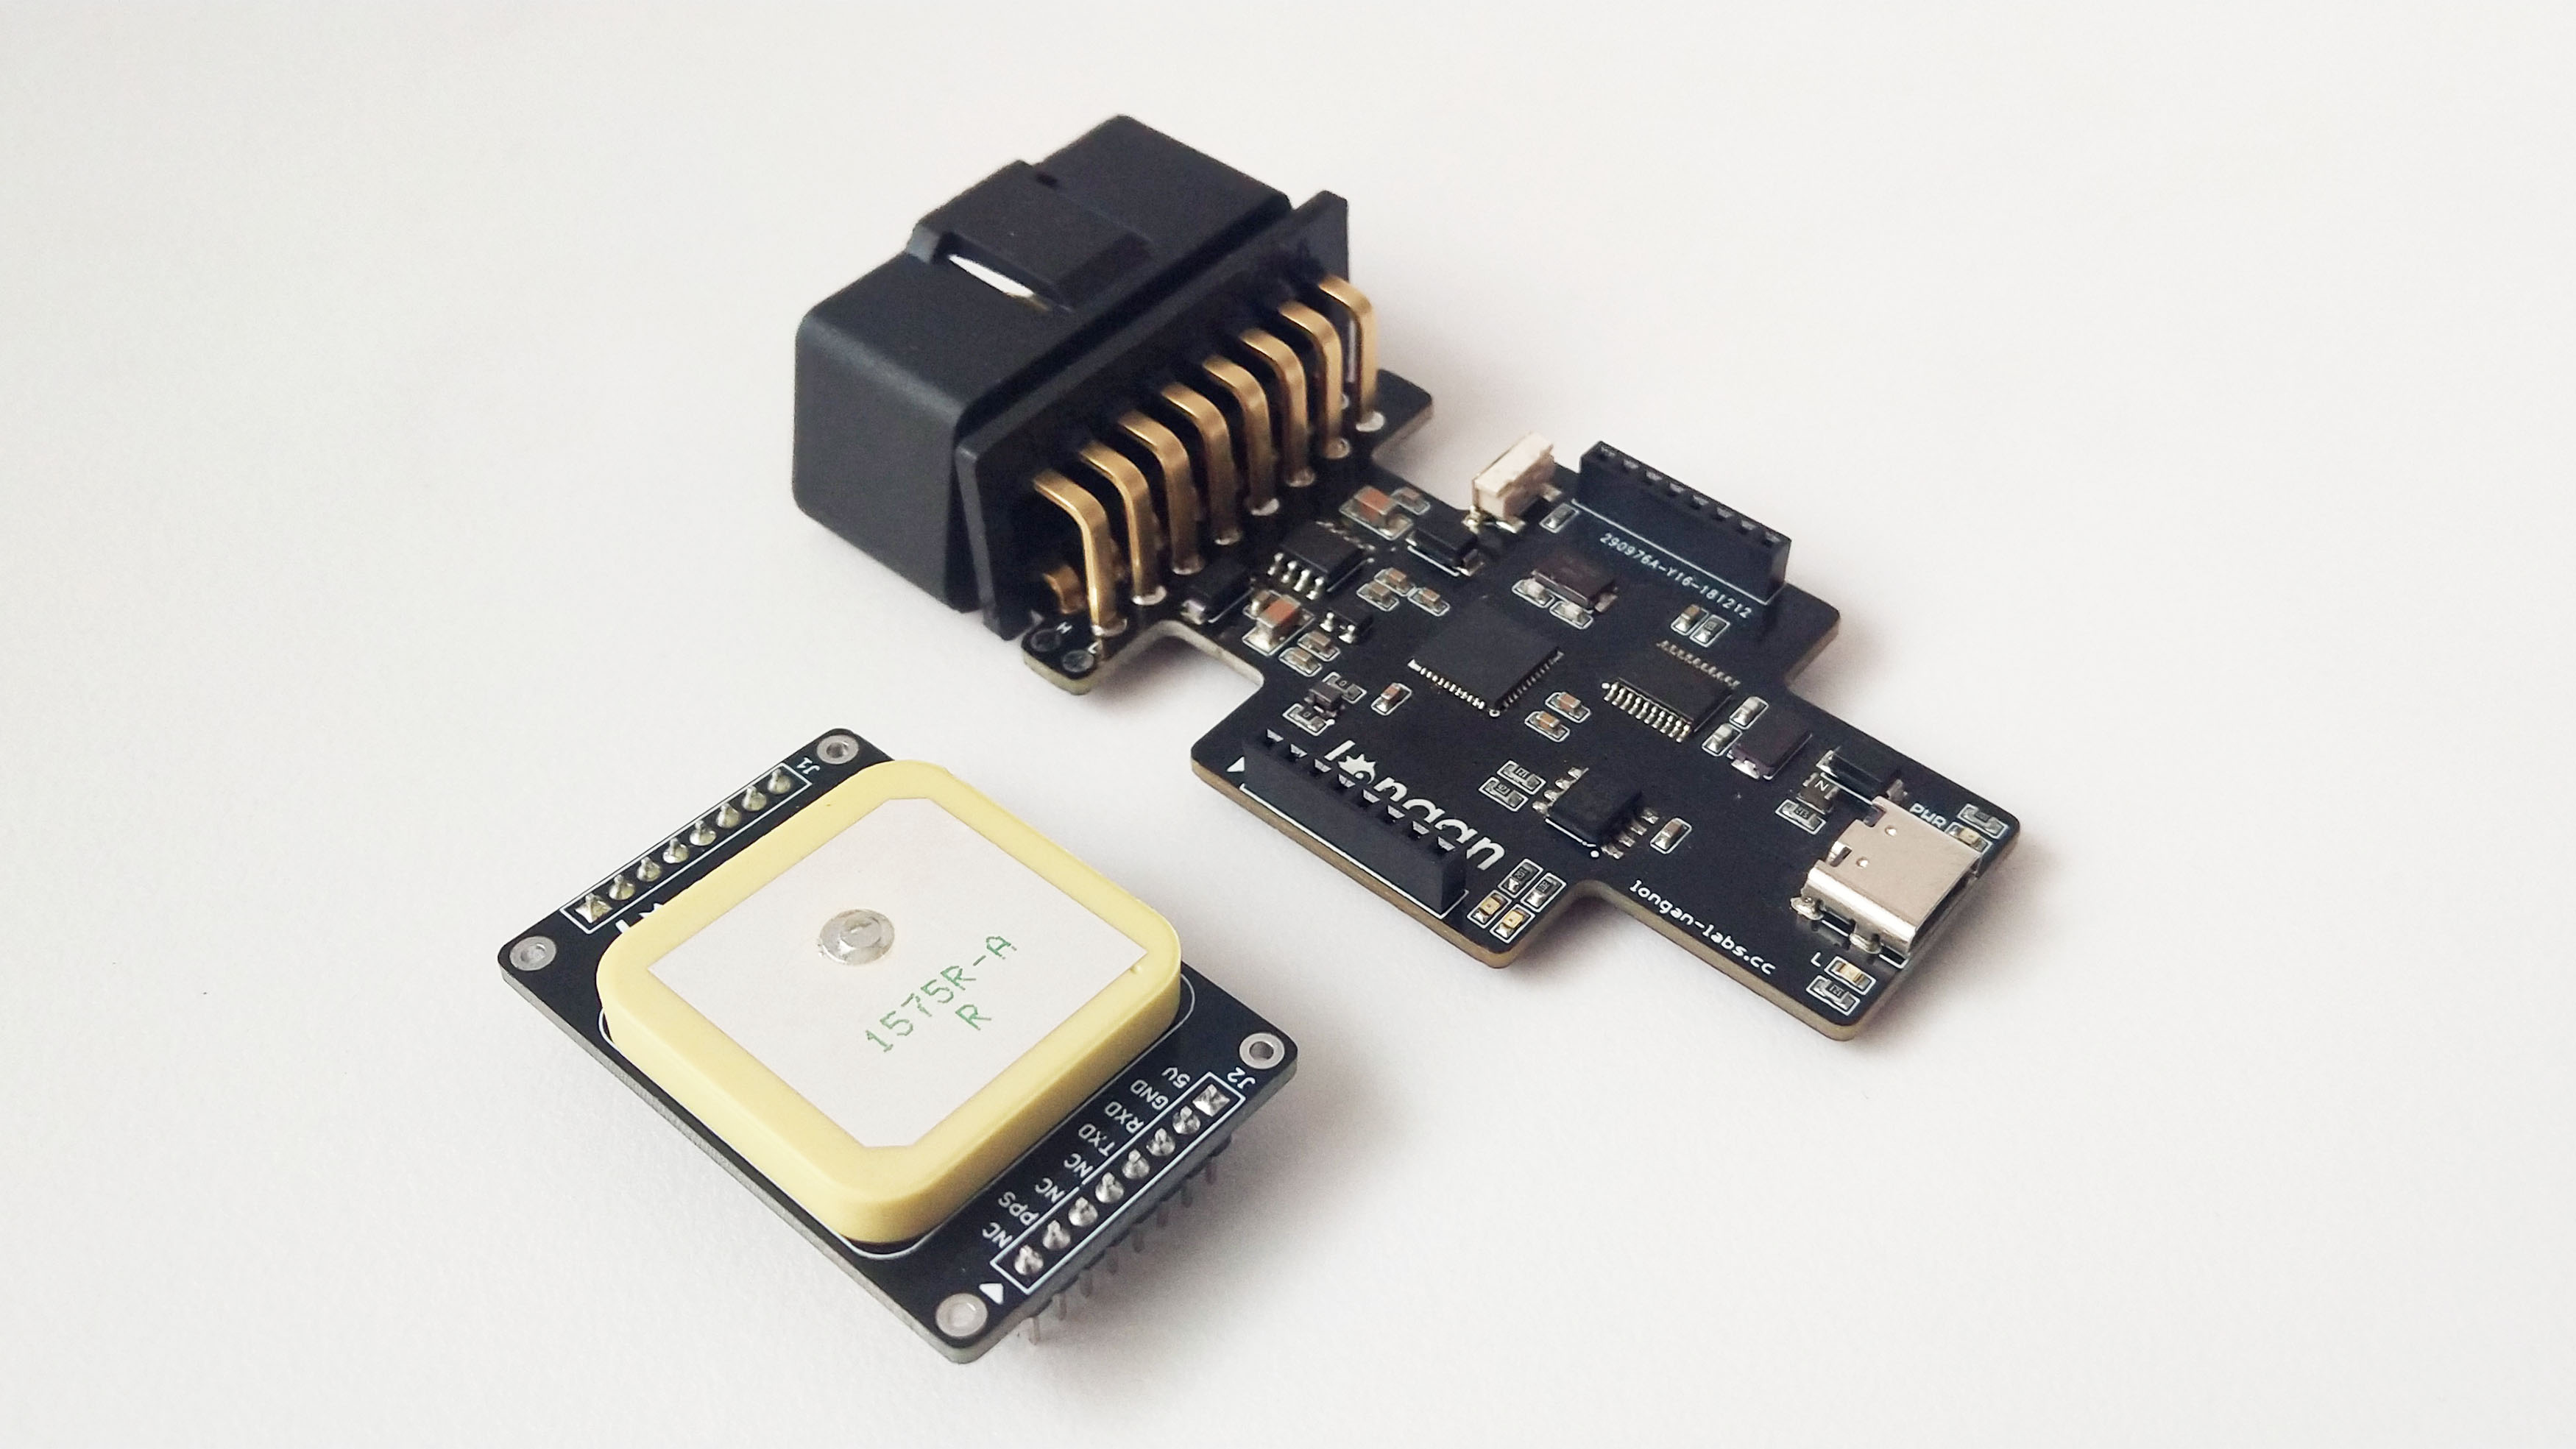 290976A-Y16-181212
longan
PWR
longan-labs.cc
L
H
J1
1575R-A
R
J2
5V
GND
RXD
TXD
NC
NC
PPS
NC